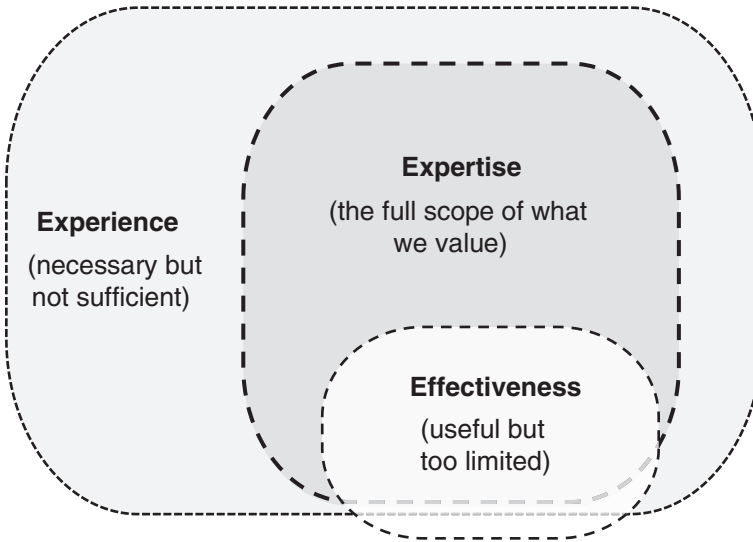 Expertise
(the full scope of what
we value)
Experience
(necessary but
not sufficient)
Effectiveness
(useful but
too limited)